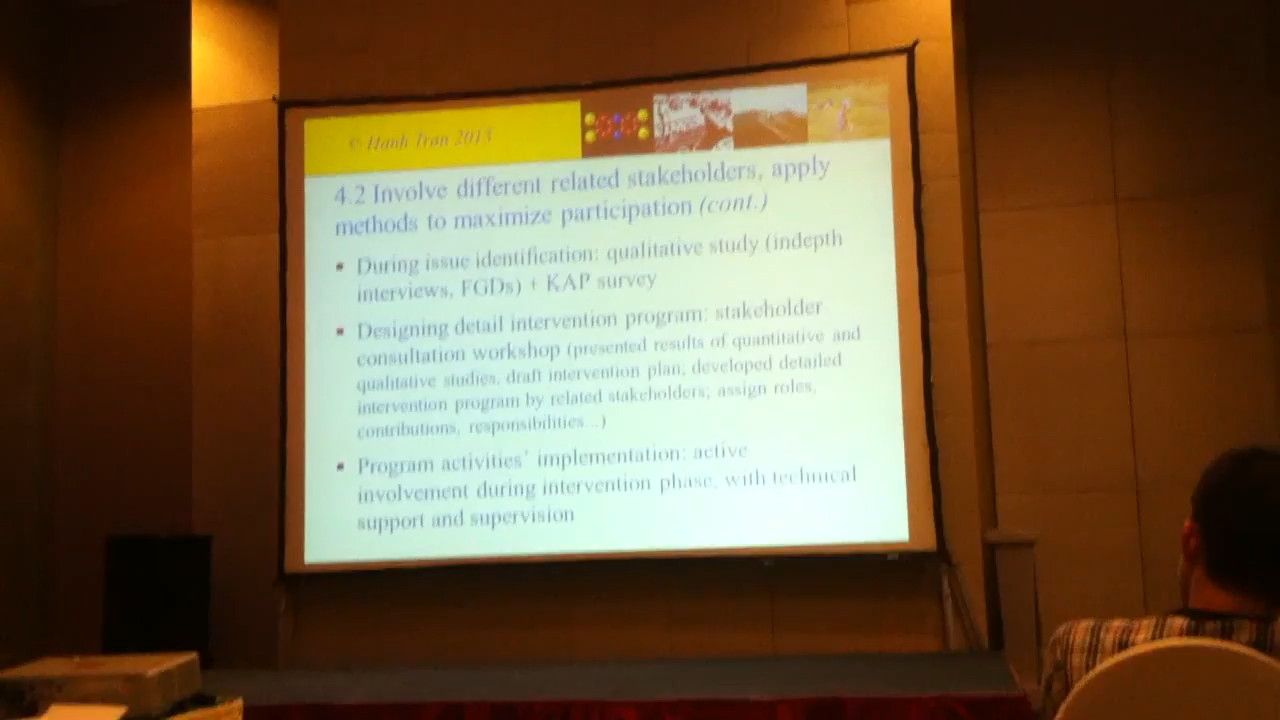 © Hanh Tran 2013
4.2 Involve different related stakeholders, apply
methods to maximize participation (cont.)
▪ During issue identification: qualitative study (indepth
interviews, FGDs) + KAP survey
▪ Designing detail intervention program: stakeholder
consultation workshop (presented results of quantitative and
qualitative studies, draft intervention plan; developed detailed
intervention program by related stakeholders; assign roles,
contributions, responsibilities...)
▪ Program activities' implementation: active
involvement during intervention phase, with technical
support and supervision